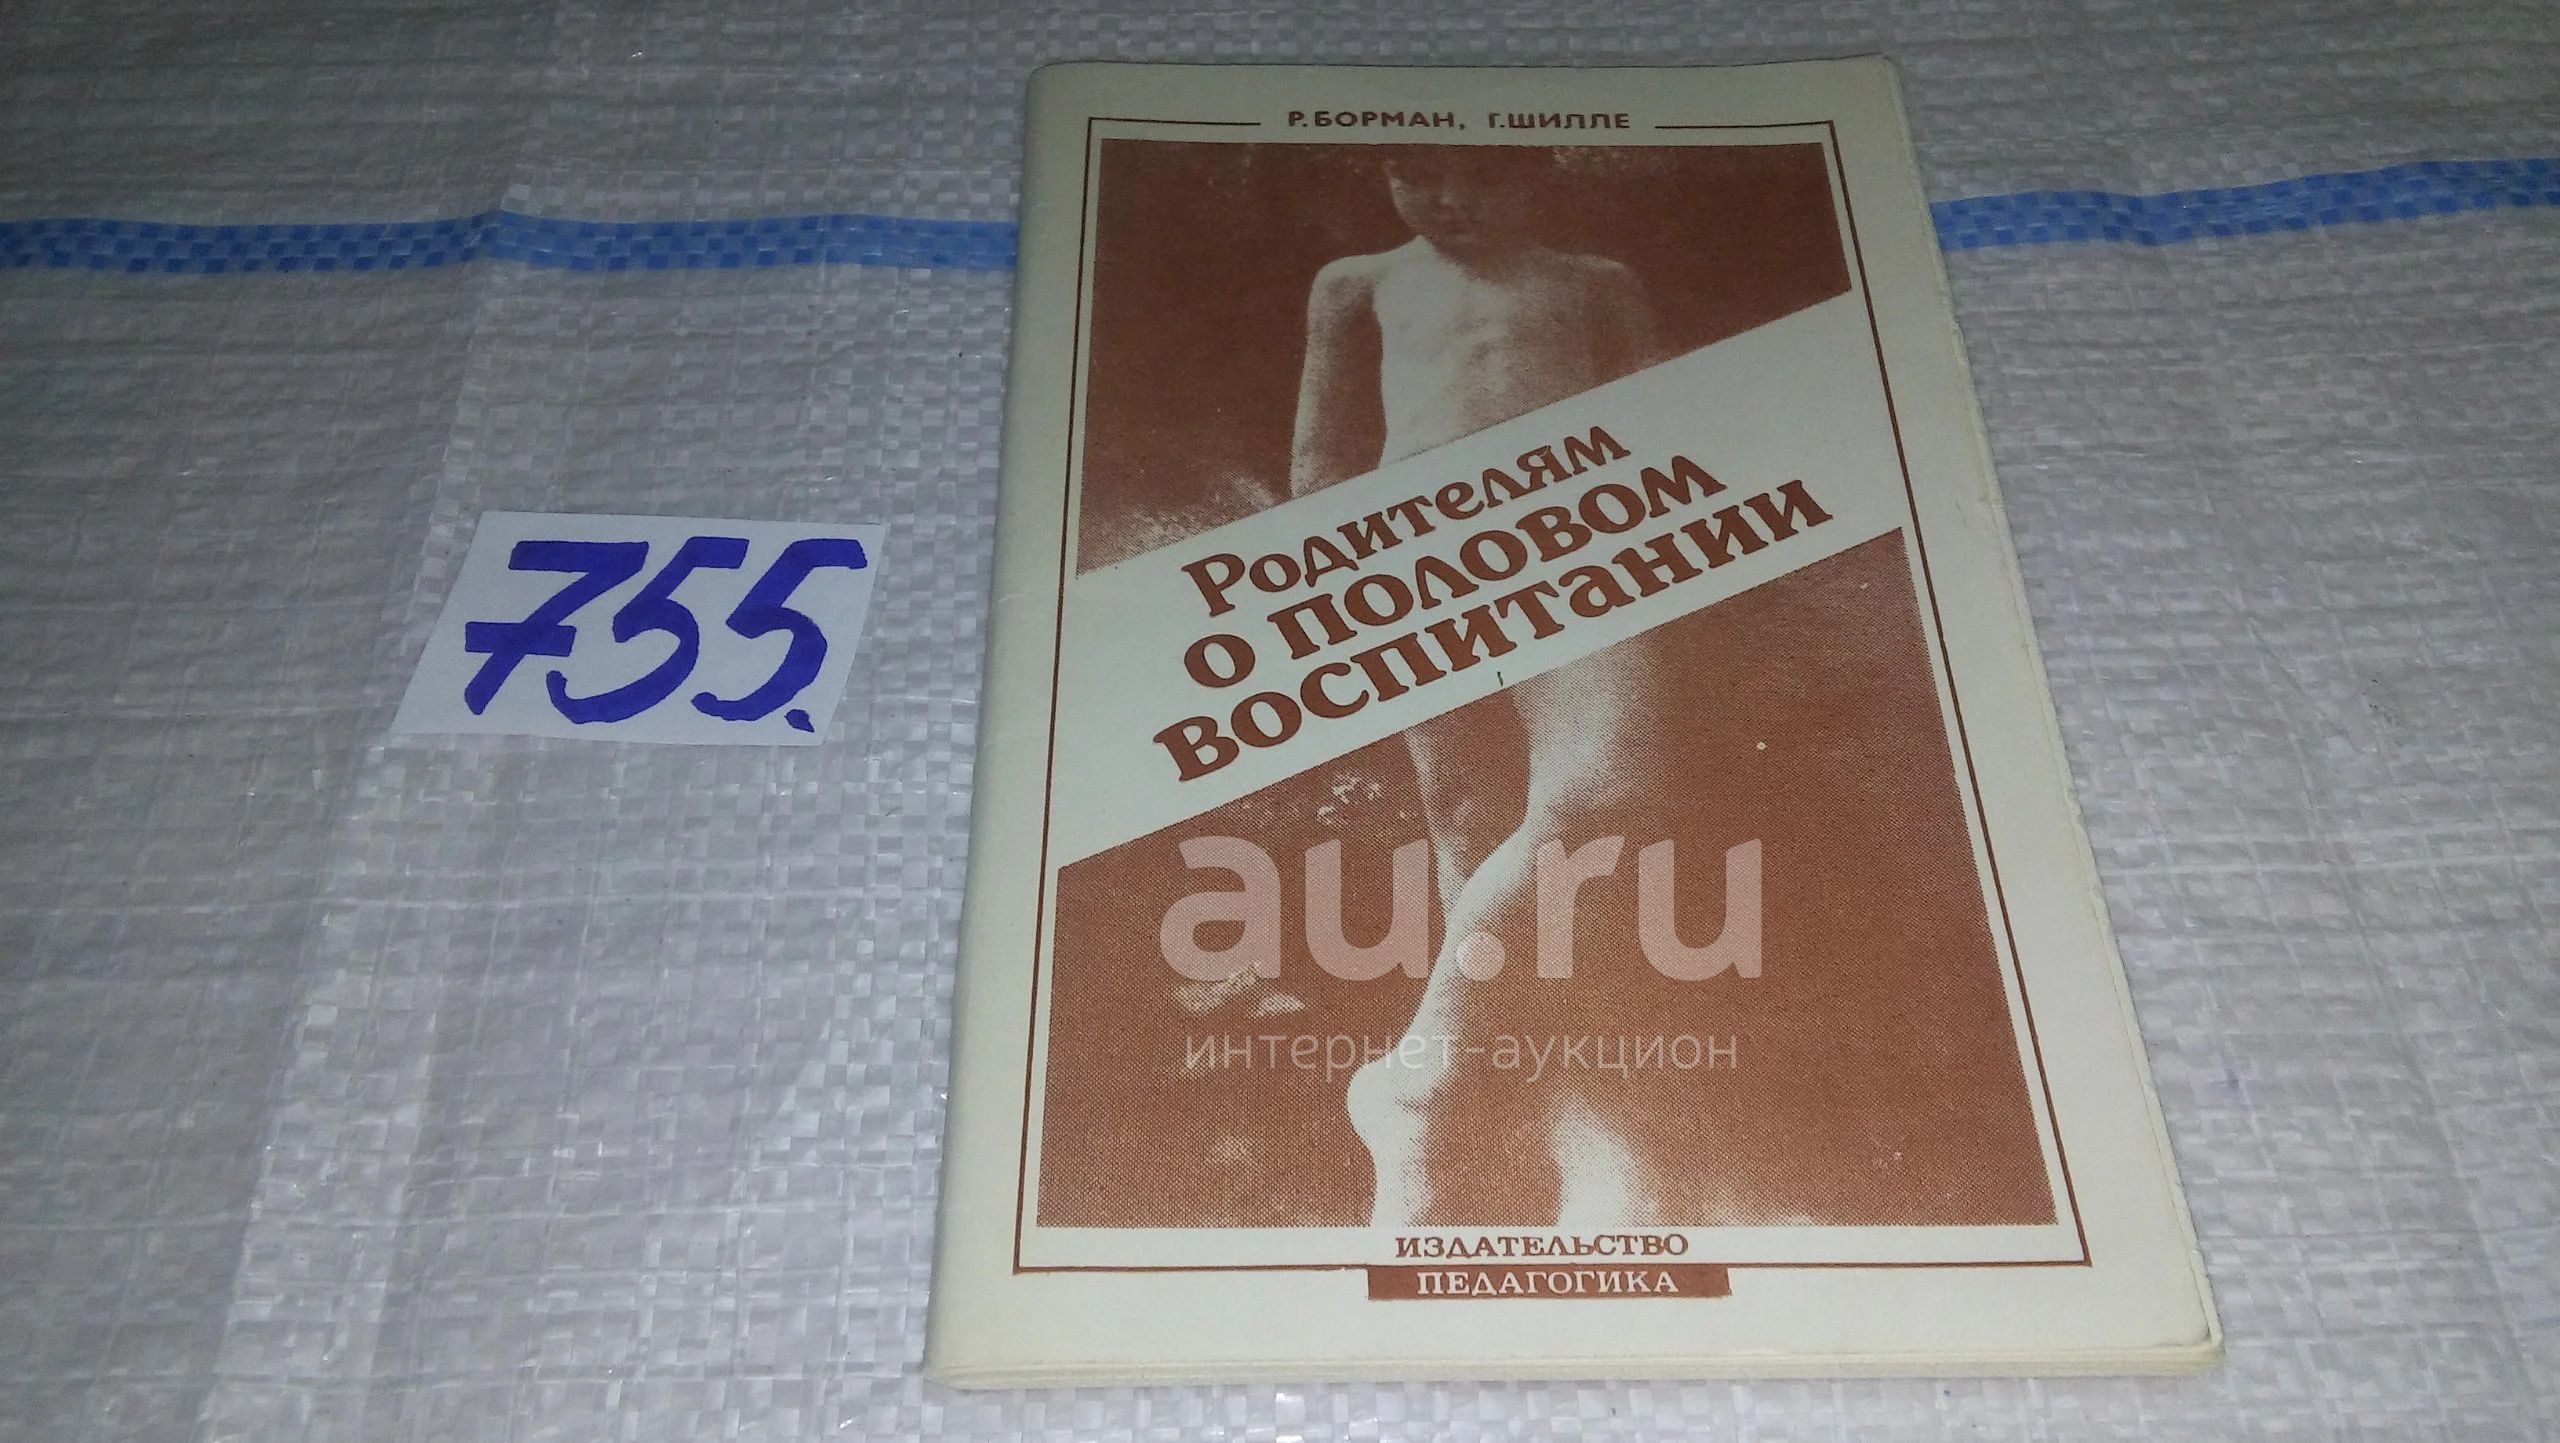 755.
Р. БОРМАН, Г. ШИЛЛЕ
Родителям
о половом
воспитании
au.ru
интернет-аукцион
ИЗДАТЕЛЬСТВО
ПЕДАГОГИКА